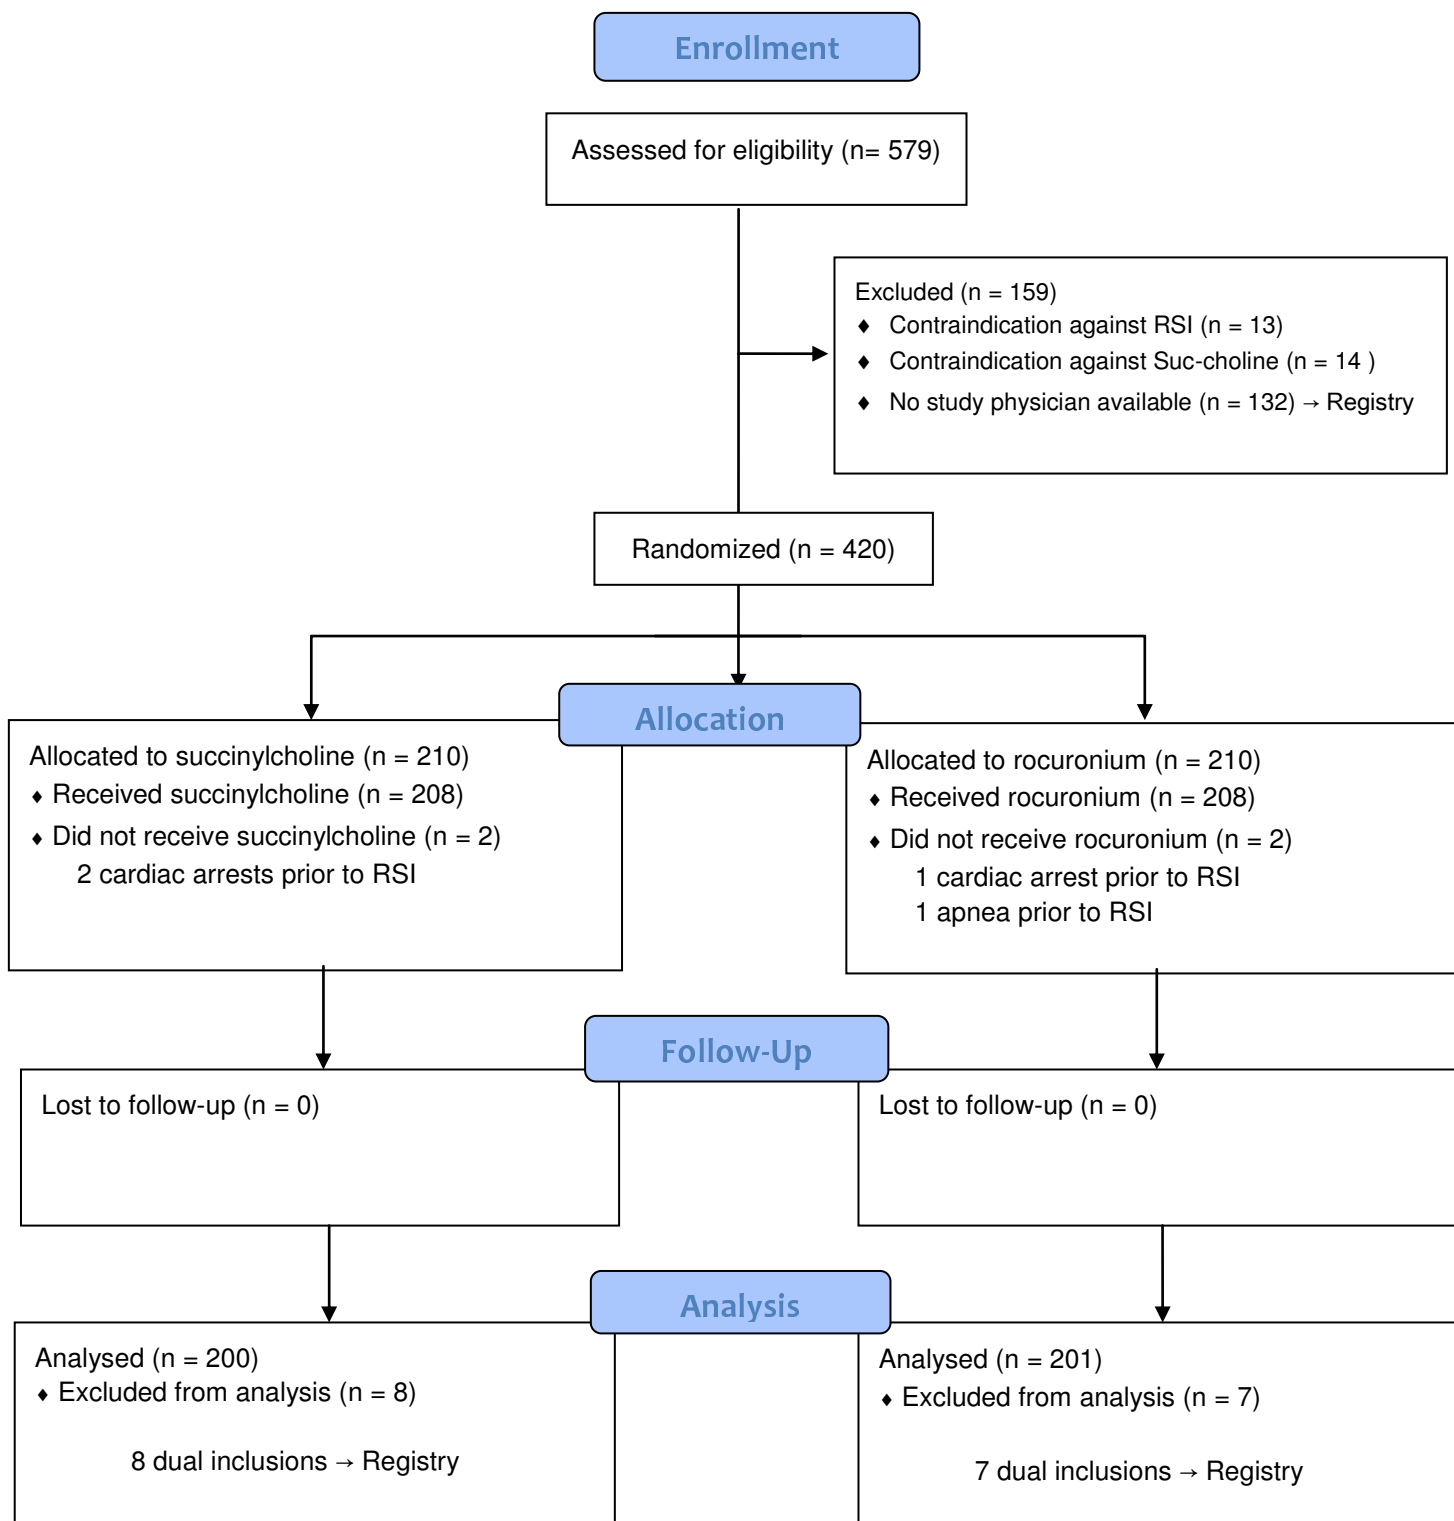 Enrollment
Assessed for eligibility (n= 579)
Excluded (n = 159)
♦ Contraindication against RSI (n = 13)
♦ Contraindication against Suc-choline (n = 14 )
♦ No study physician available (n = 132) → Registry
Randomized (n = 420)
Allocation
Allocated to succinylcholine (n = 210)
♦ Received succinylcholine (n = 208)
♦ Did not receive succinylcholine (n = 2)
2 cardiac arrests prior to RSI
Allocated to rocuronium (n = 210)
♦ Received rocuronium (n = 208)
♦ Did not receive rocuronium (n = 2)
1 cardiac arrest prior to RSI
1 apnea prior to RSI
Follow-Up
Lost to follow-up (n = 0)
Lost to follow-up (n = 0)
Analysis
Analysed (n = 200)
♦ Excluded from analysis (n = 8)
8 dual inclusions → Registry
Analysed (n = 201)
♦ Excluded from analysis (n = 7)
7 dual inclusions → Registry